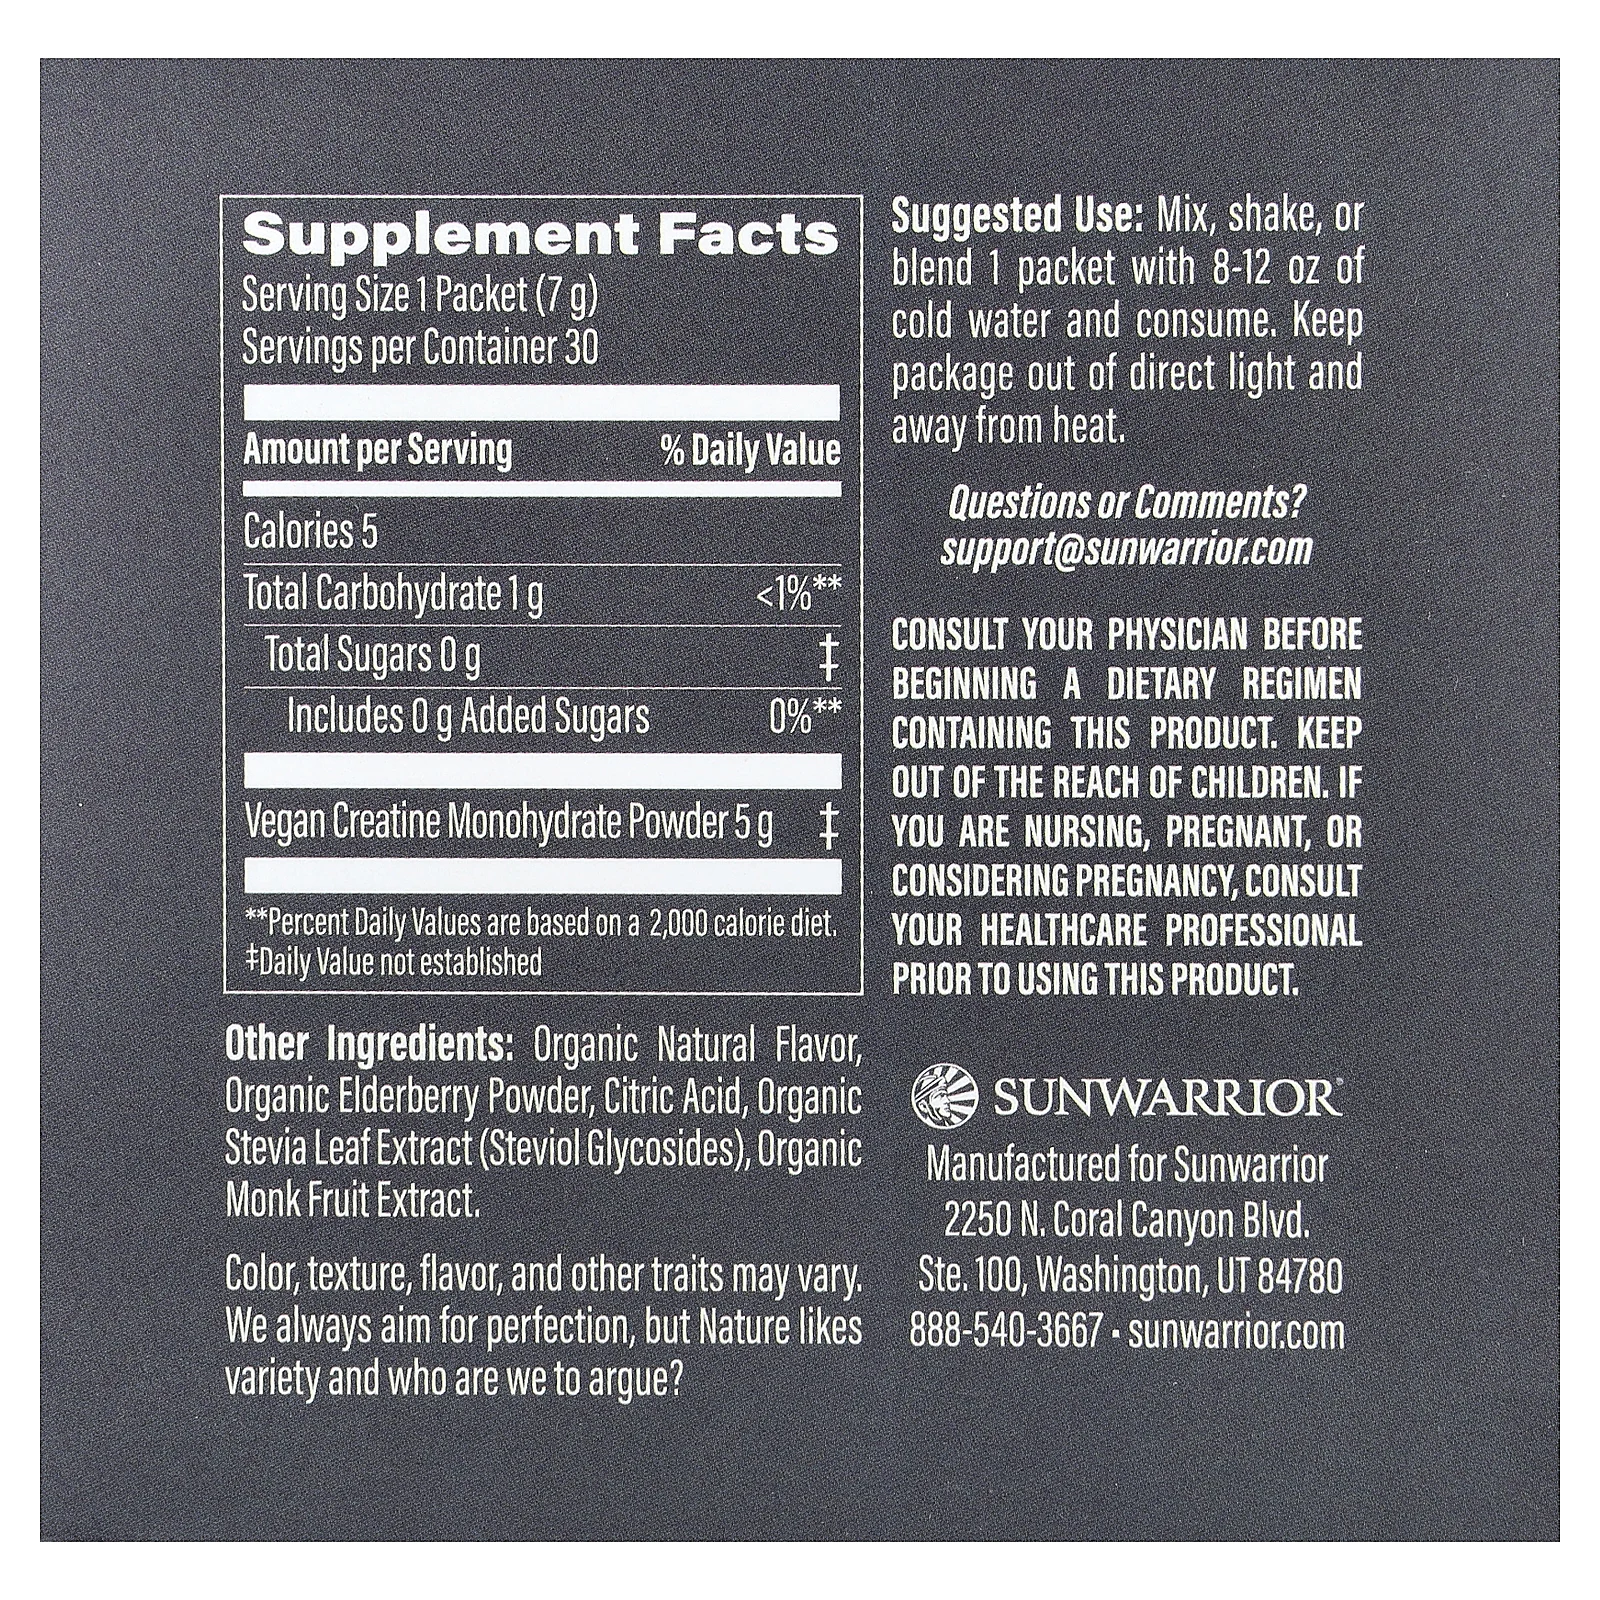 Supplement Facts
Serving Size 1 Packet (7 g)
Servings per Container 30
Amount per Serving % Daily Value
Calories 5
Total Carbohydrate 1 g <1%**
Total Sugars 0 g ‡
Includes 0 g Added Sugars 0%**
Vegan Creatine Monohydrate Powder 5 g ‡
**Percent Daily Values are based on a 2,000 calorie diet.
‡Daily Value not established
Other Ingredients: Organic Natural Flavor,
Organic Elderberry Powder, Citric Acid, Organic
Stevia Leaf Extract (Steviol Glycosides), Organic
Monk Fruit Extract.
Color, texture, flavor, and other traits may vary.
We always aim for perfection, but Nature likes
variety and who are we to argue?
Suggested Use: Mix, shake, or
blend 1 packet with 8-12 oz of
cold water and consume. Keep
package out of direct light and
away from heat.
Questions or Comments?
support@sunwarrior.com
CONSULT YOUR PHYSICIAN BEFORE
BEGINNING A DIETARY REGIMEN
CONTAINING THIS PRODUCT. KEEP
OUT OF THE REACH OF CHILDREN. IF
YOU ARE NURSING, PREGNANT, OR
CONSIDERING PREGNANCY, CONSULT
YOUR HEALTHCARE PROFESSIONAL
PRIOR TO USING THIS PRODUCT.
SUNWARRIOR
Manufactured for Sunwarrior
2250 N. Coral Canyon Blvd.
Ste. 100, Washington, UT 84780
888-540-3667 • sunwarrior.com